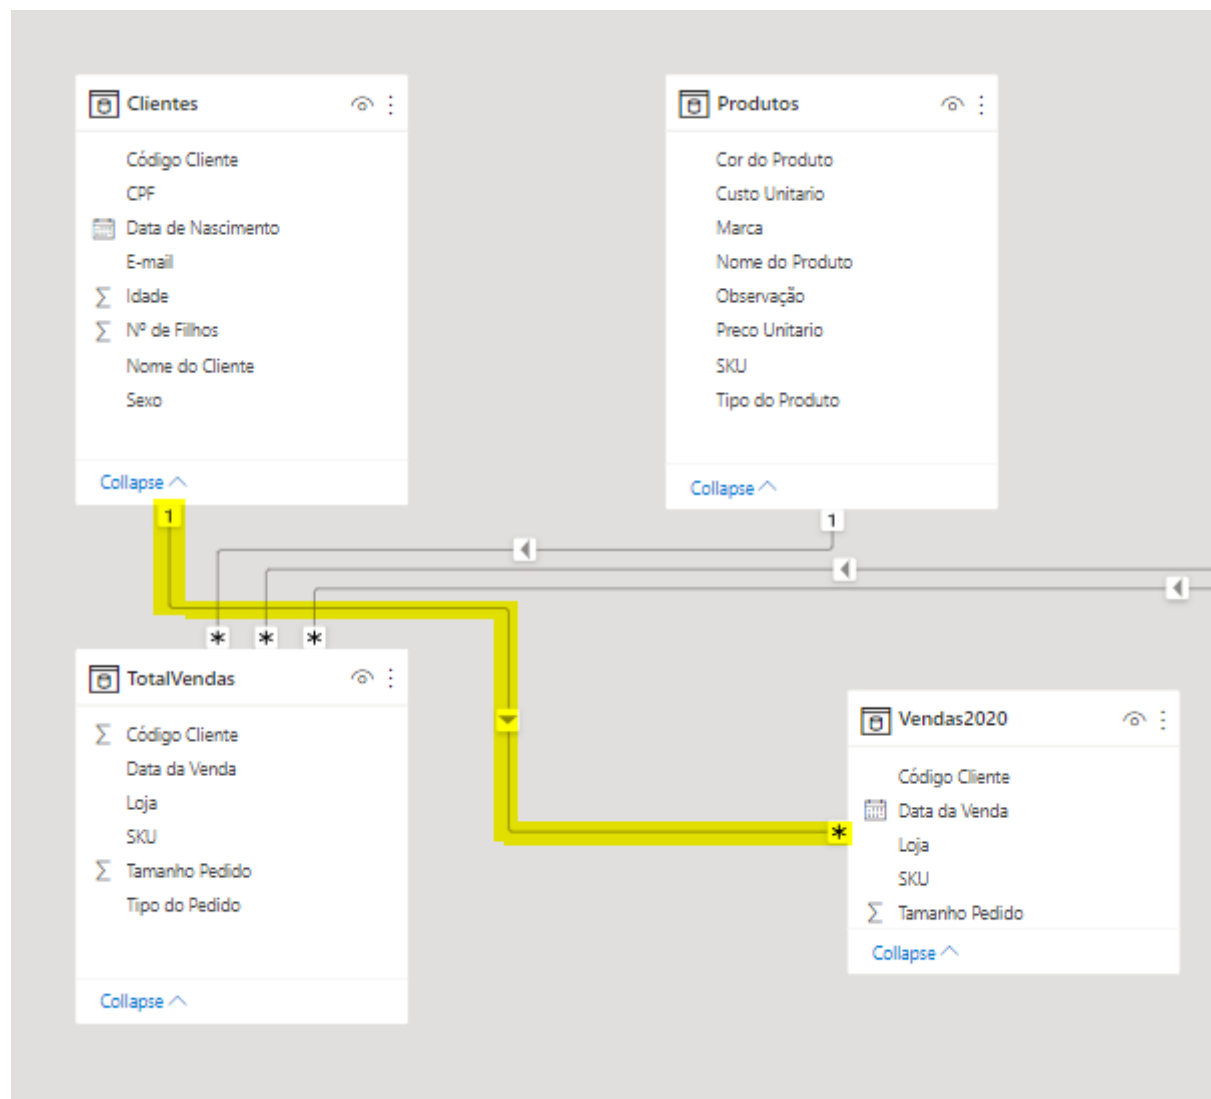 Clientes
Código Cliente
CPF
Data de Nascimento
E-mail
Idade
Nº de Filhos
Nome do Cliente
Sexo
Collapse
1
Produtos
Cor do Produto
Custo Unitario
Marca
Nome do Produto
Observação
Preco Unitario
SKU
Tipo do Produto
Collapse
1
* * *
TotalVendas
Código Cliente
Data da Venda
Loja
SKU
Tamanho Pedido
Tipo do Pedido
Collapse
*
Vendas2020
Código Cliente
Data da Venda
Loja
SKU
Tamanho Pedido
Collapse